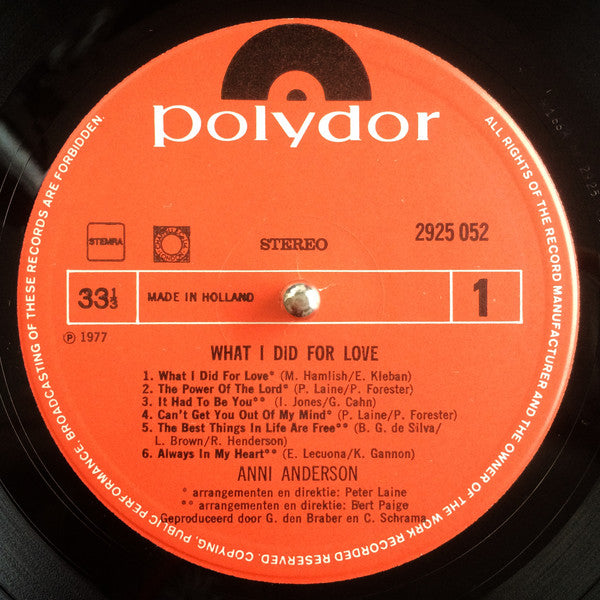 polydor
STEMRA
STEREO
2925 052
33⅓
MADE IN HOLLAND
1
℗ 1977
WHAT I DID FOR LOVE
1. What I Did For Love* (M. Hamlish/E. Kleban)
2. The Power Of The Lord* (P. Laine/P. Forester)
3. It Had To Be You** (I. Jones/G. Cahn)
4. Can't Get You Out Of My Mind* (P. Laine/P. Forester)
5. The Best Things In Life Are Free** (B. G. de Silva/
L. Brown/R. Henderson)
6. Always In My Heart** (E. Lecuona/K. Gannon)
ANNI ANDERSON
* arrangementen en direktie: Peter Laine
** arrangementen en direktie: Bert Paige
Geproduceerd door G. den Braber en C. Schrama
ALL RIGHTS OF THE RECORD MANUFACTURER AND THE OWNER OF THE WORK RECORDED RESERVED. COPYING, PUBLIC PERFORMANCE, BROADCASTING OF THESE RECORDS ARE FORBIDDEN.